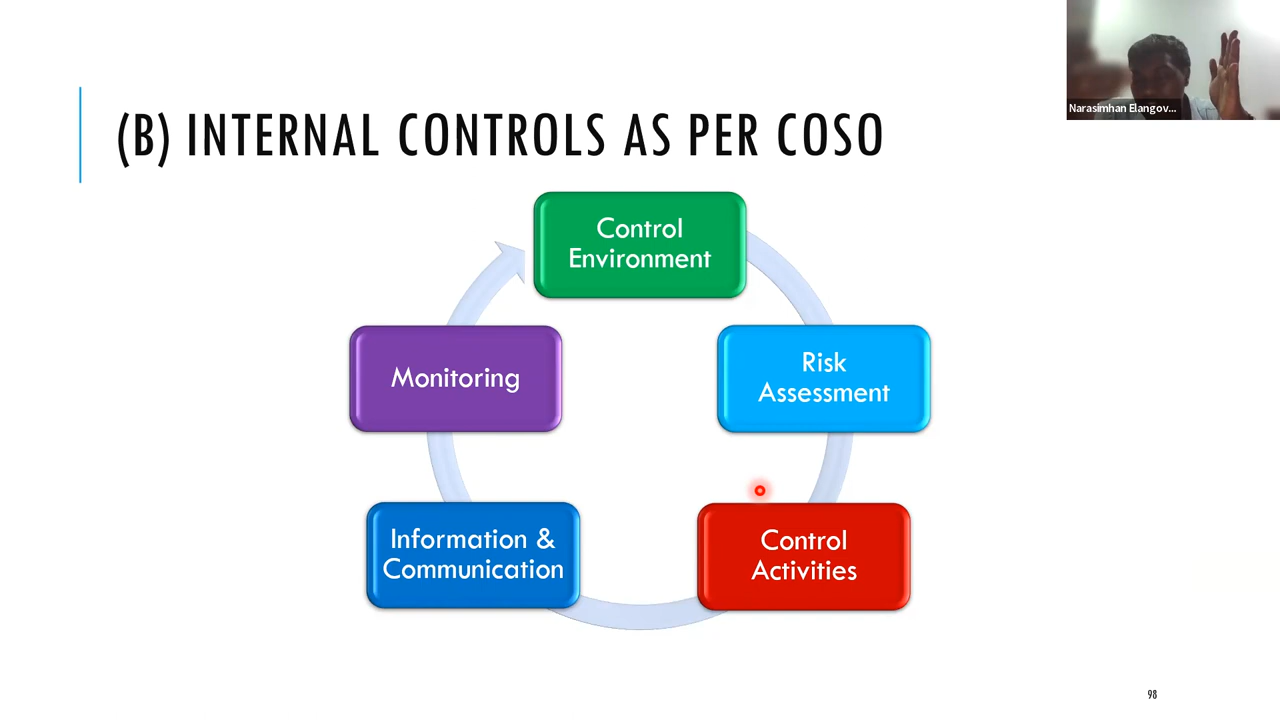 Narasimhan Elangov...
(B) INTERNAL CONTROLS AS PER COSO
Control
Environment
Risk
Assessment
Control
Activities
Information &
Communication
Monitoring
98